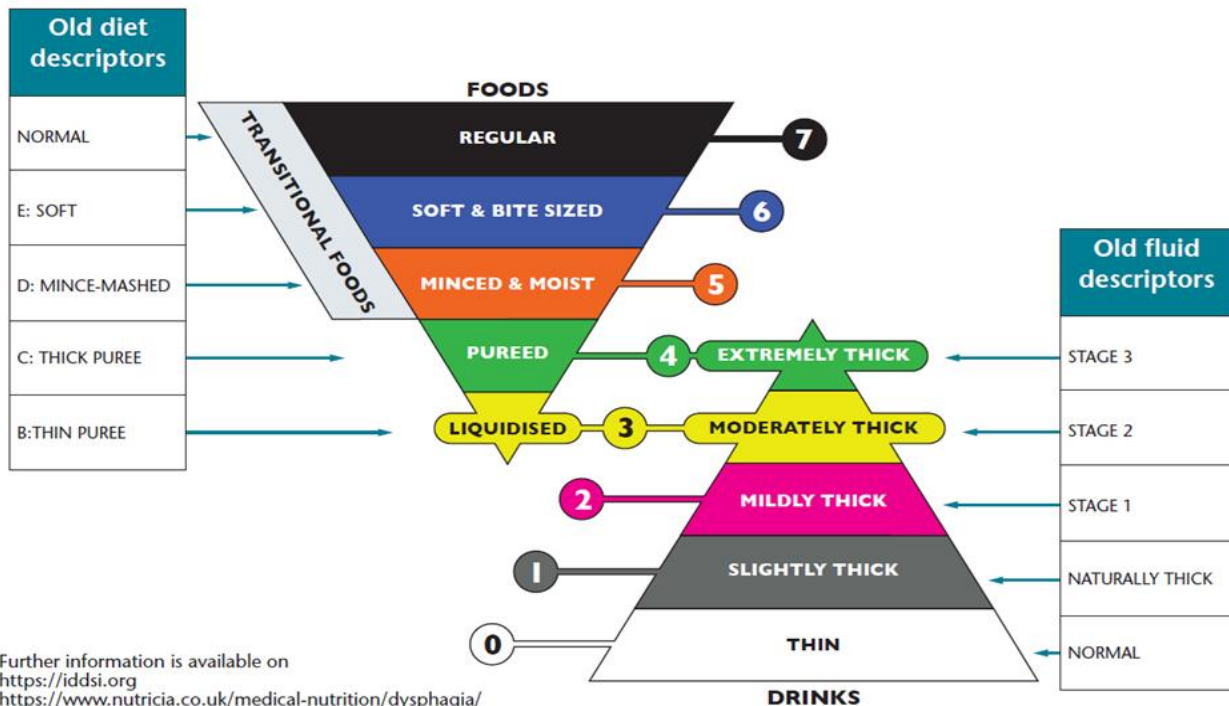 Old diet
descriptors
NORMAL
E: SOFT
D: MINCE-MASHED
C: THICK PUREE
B:THIN PUREE
FOODS
TRANSITIONAL FOODS
REGULAR
7
SOFT & BITE SIZED
6
MINCED & MOIST
5
PUREED
4
EXTREMELY THICK
LIQUIDISED
3
MODERATELY THICK
2
MILDLY THICK
1
SLIGHTLY THICK
0
THIN
DRINKS
Old fluid
descriptors
STAGE 3
STAGE 2
STAGE 1
NATURALLY THICK
NORMAL
Further information is available on
https://iddsi.org
https://www.nutricia.co.uk/medical-nutrition/dysphagia/